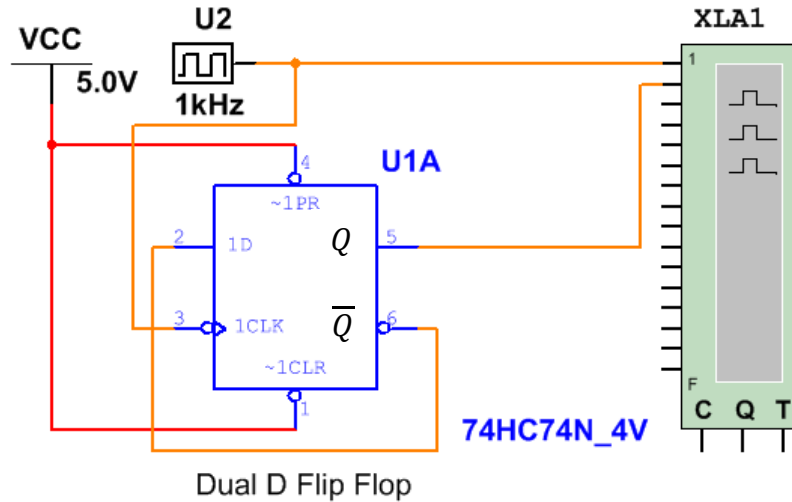 U2
XLA1
VCC
5.0V
1kHz
1
U1A
4
~1PR
2
1D
Q
5
3
1CLK
Q̅
6
~1CLR
1
F
C Q T
74HC74N_4V
Dual D Flip Flop